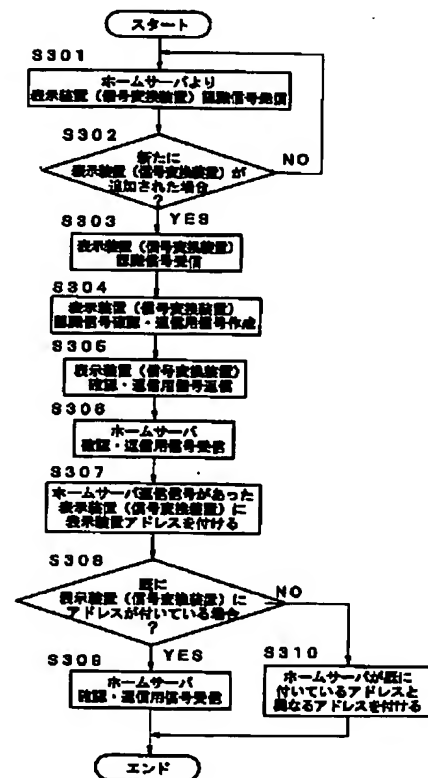 スタート
S301
ホームサーバより
表示装置（信号変換装置）認識信号発信
S302
新たに
表示装置（信号変換装置）が
追加された場合
?
NO
YES
S303
表示装置（信号変換装置）
認識信号受信
S304
表示装置（信号変換装置）
認識信号確認・返信用信号作成
S305
表示装置（信号変換装置）
確認・返信用信号返信
S306
ホームサーバ
確認・返信用信号受信
S307
ホームサーバ返信信号があった
表示装置（信号変換装置）に
表示装置アドレスを付ける
S308
既に
表示装置（信号変換装置）に
アドレスが付いている場合
?
NO
YES
S309
ホームサーバ
確認・返信用信号受信
S310
ホームサーバが既に
付いているアドレスと
異なるアドレスを付ける
エンド